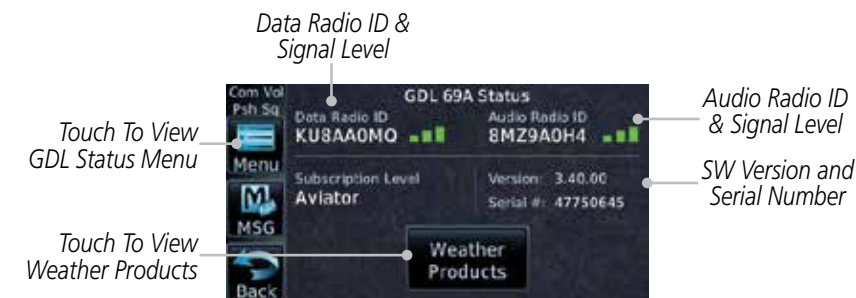 Data Radio ID &
Signal Level
Com Vol
Psh Sq
GDL 69A Status
Data Radio ID
KU8AA0MQ
Audio Radio ID
8MZ9A0H4
Audio Radio ID
& Signal Level
Touch To View
GDL Status Menu
Menu
Subscription Level
Aviator
Version: 3.40.00
Serial #: 47750645
SW Version and
Serial Number
MSG
Touch To View
Weather Products
Weather
Products
Back